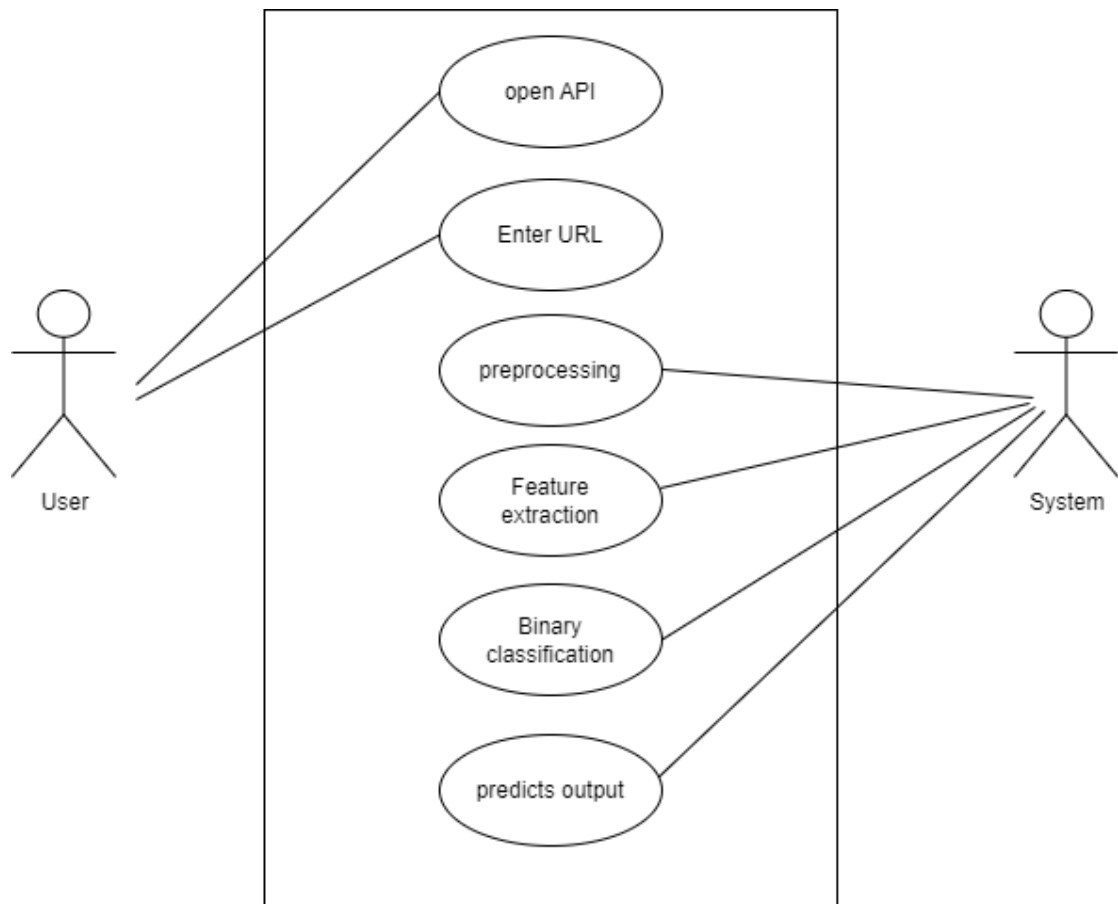 open API
Enter URL
preprocessing
Feature
extraction
User
System
Binary
classification
predicts output